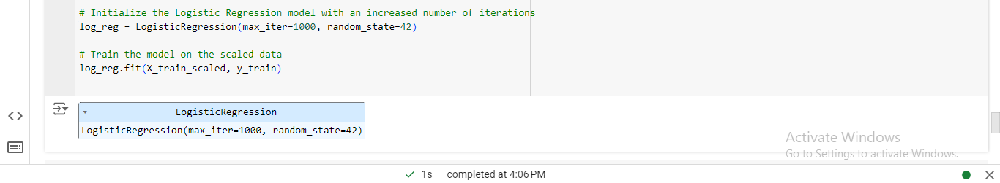 # Initialize the Logistic Regression model with an increased number of iterations
log_reg = LogisticRegression(max_iter=1000, random_state=42)
# Train the model on the scaled data
log_reg.fit(X_train_scaled, y_train)
LogisticRegression
LogisticRegression(max_iter=1000, random_state=42)
Activate Windows
Go to Settings to activate Windows.
1s completed at 4:06 PM